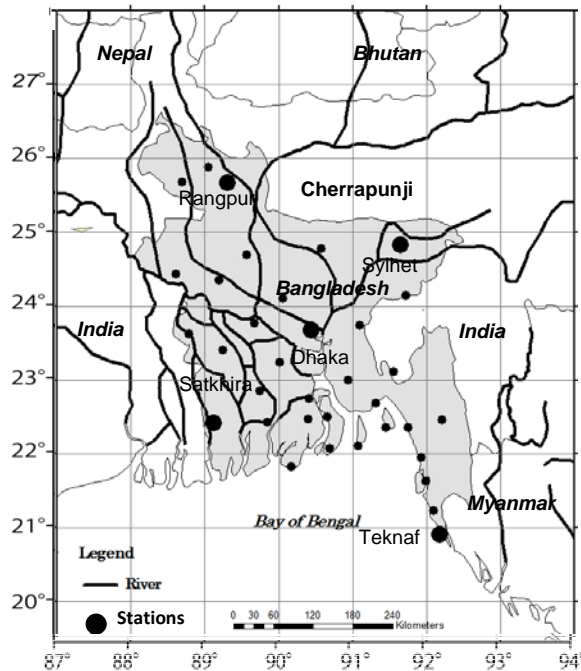 Nepal
Bhutan
27°
26°
Rangpur
Cherrapunji
25°
Sylhet
Bangladesh
24°
India
India
Dhaka
23°
Satkhira
22°
Myanmar
21°
Bay of Bengal
Teknaf
Legend
River
20°
Stations
0 30 60 120 180 240
Kilometers
87° 88° 89° 90° 91° 92° 93° 94°